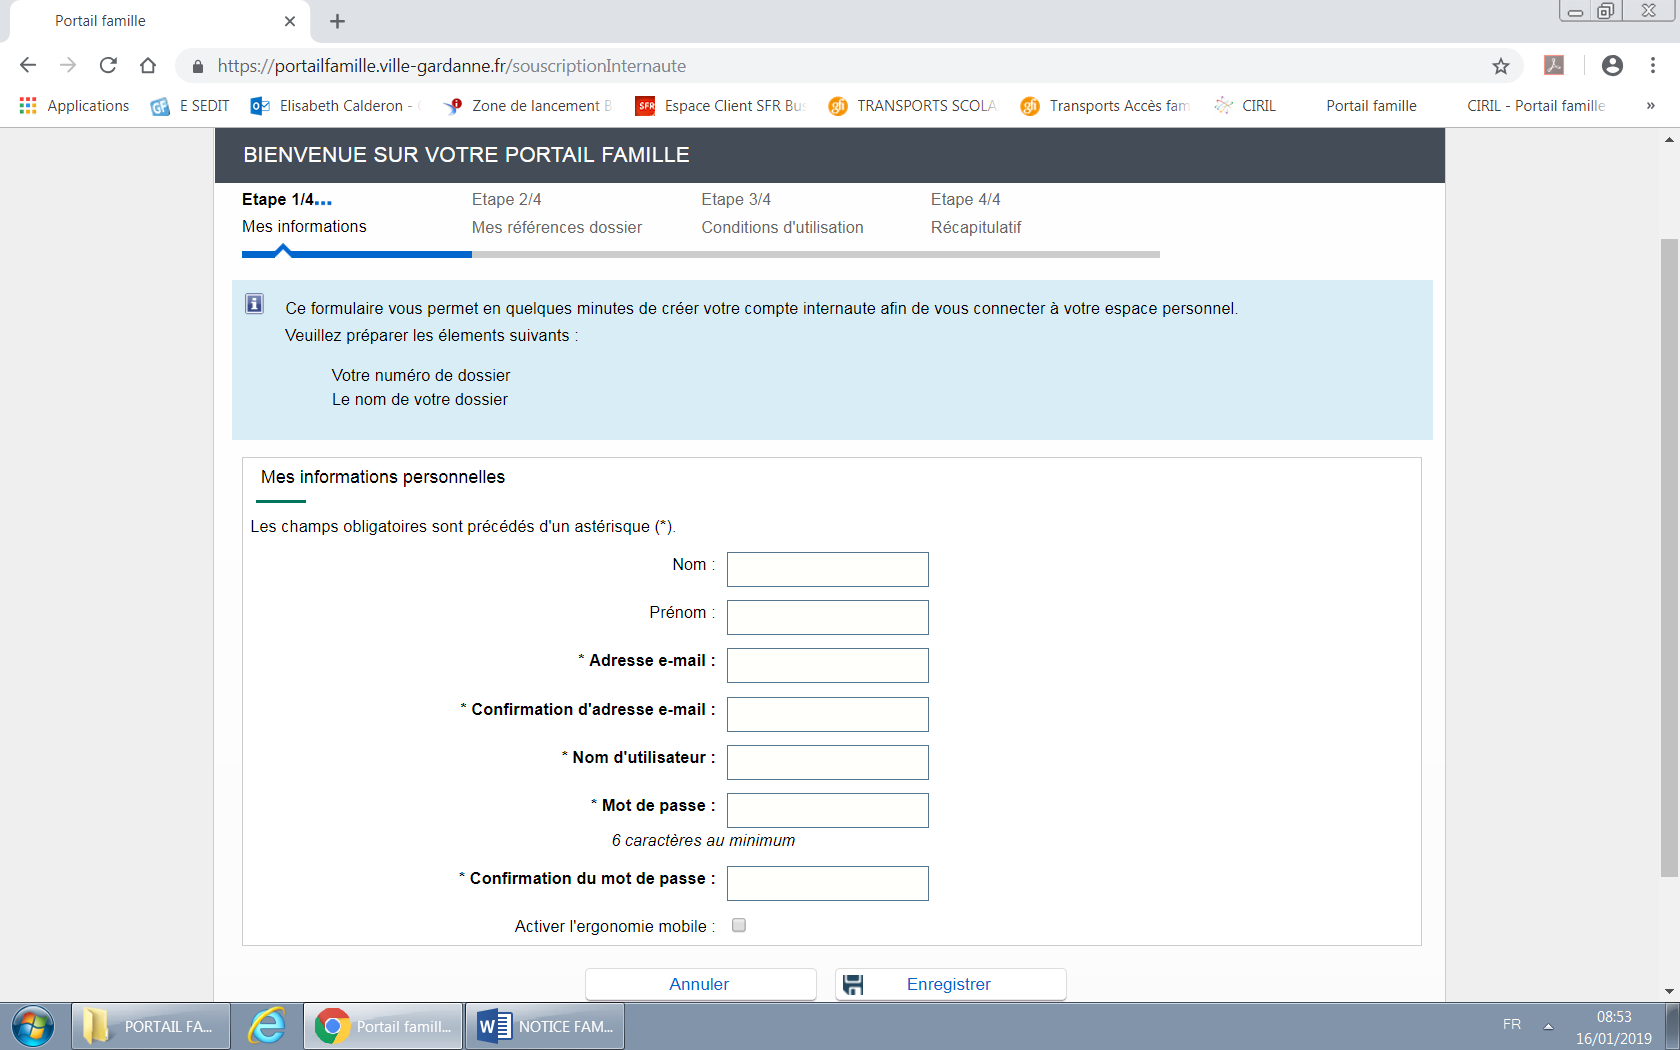 Portail famille
https://portailfamille.ville-gardanne.fr/souscriptionInternaute
Applications E SEDIT Elisabeth Calderon - Zone de lancement SFR Espace Client SFR TRANSPORTS Transports Accès CIRIL Portail famille CIRIL - Portail famille »
BIENVENUE SUR VOTRE PORTAIL FAMILLE
Etape 1/4... Etape 2/4 Etape 3/4 Etape 4/4
Mes informations Mes références dossier Conditions d'utilisation Récapitulatif
Ce formulaire vous permet en quelques minutes de créer votre compte internaute afin de vous connecter à votre espace personnel.
Veuillez préparer les élements suivants :
Votre numéro de dossier
Le nom de votre dossier
Mes informations personnelles
Les champs obligatoires sont précédés d'un astérisque (*).
Nom :
Prénom :
* Adresse e-mail :
* Confirmation d'adresse e-mail :
* Nom d'utilisateur :
* Mot de passe :
6 caractères au minimum
* Confirmation du mot de passe :
Activer l'ergonomie mobile :
Annuler Enregistrer
PORTAIL FA... Portail famill... NOTICE FAM... FR 08:53
16/01/2019